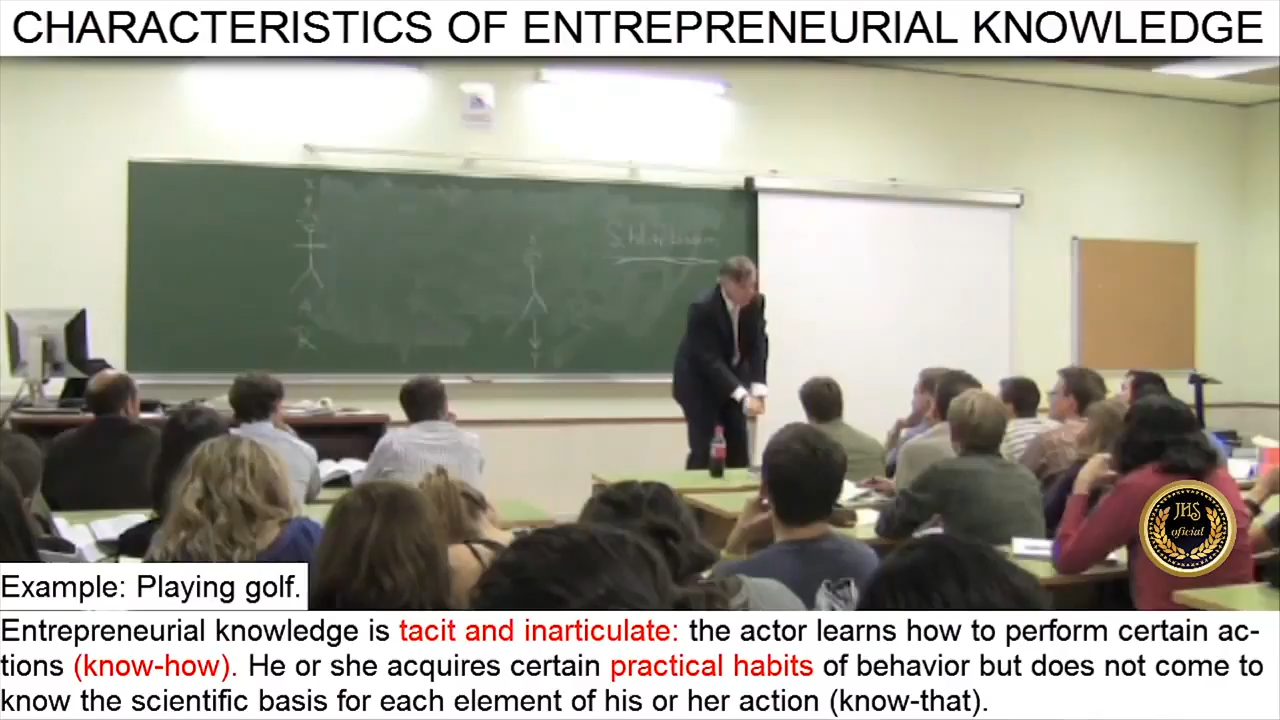 CHARACTERISTICS OF ENTREPRENEURIAL KNOWLEDGE
JHS
oficial
Example: Playing golf.
Entrepreneurial knowledge is tacit and inarticulate: the actor learns how to perform certain ac-
tions (know-how). He or she acquires certain practical habits of behavior but does not come to
know the scientific basis for each element of his or her action (know-that).